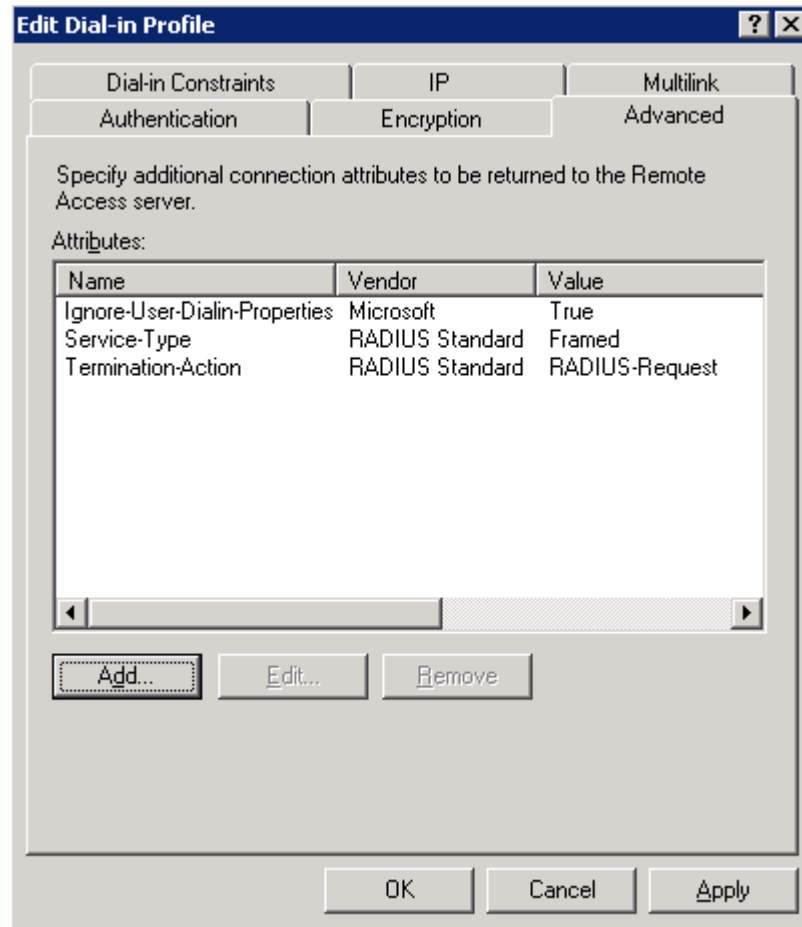 Edit Dial-in Profile
Dial-in Constraints IP Multilink
Authentication Encryption Advanced
Specify additional connection attributes to be returned to the Remote
Access server.
Attributes:
Name Vendor Value
Ignore-User-Dialin-Properties Microsoft True
Service-Type RADIUS Standard Framed
Termination-Action RADIUS Standard RADIUS-Request
Add... Edit... Remove
OK Cancel Apply